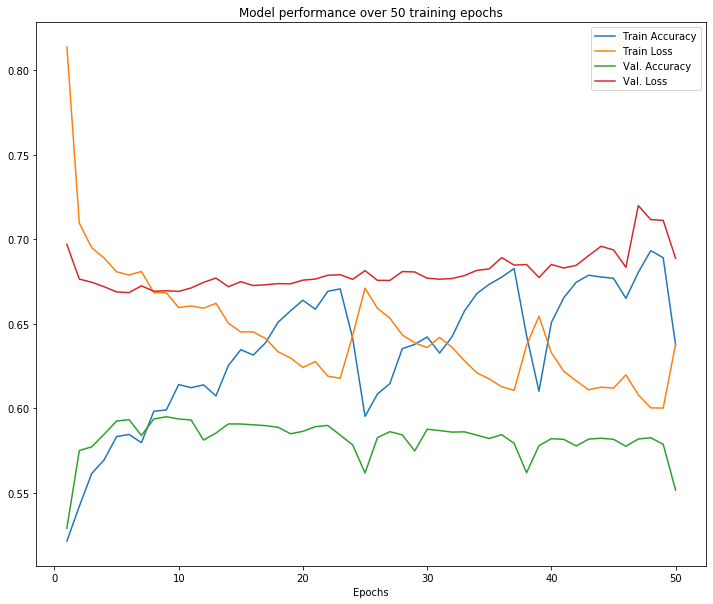 Model performance over 50 training epochs
Train Accuracy
Train Loss
Val. Accuracy
Val. Loss
0.80
0.75
0.70
0.65
0.60
0.55
0 10 20 30 40 50
Epochs